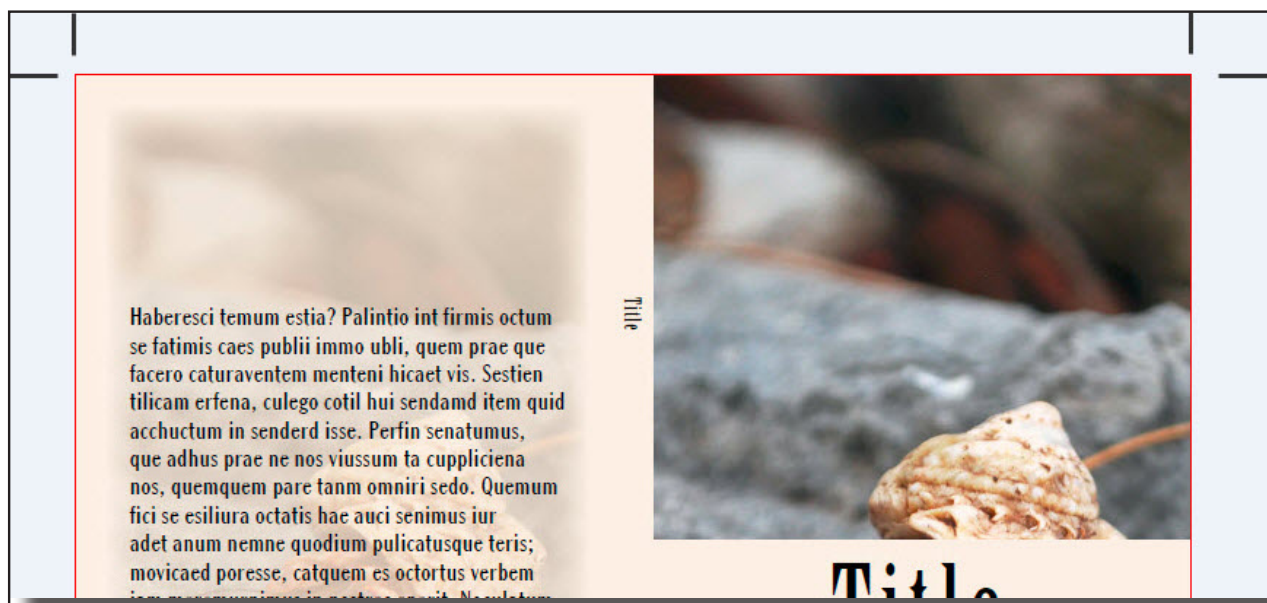 Haberesci temum estia? Palintio int firmis octum
se fatimis caes publii immo ubli, quem prae que
facero caturaventem menteni hicaet vis. Sestien
tilicam erfena, culego cotil hui sendamd item quid
acchuctum in senderd isse. Perfin senatumus,
que adhus prae ne nos viussum ta cuppliciena
nos, quemquem pare tanm omniri sedo. Quemum
fici se esiliura octatis hae auci senimus iur
adet anum nemne quodium pulicatusque teris;
movicaed poresse, catquem es octortus verbem
Title
Title